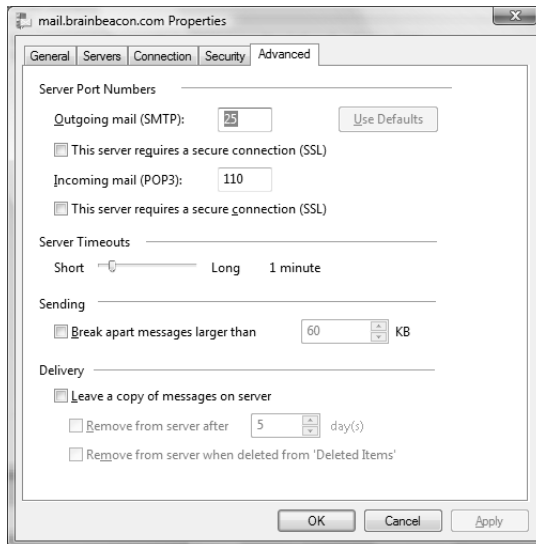 mail.brainbeacon.com Properties
General Servers Connection Security Advanced
Server Port Numbers
Outgoing mail (SMTP): 25 Use Defaults
This server requires a secure connection (SSL)
Incoming mail (POP3): 110
This server requires a secure connection (SSL)
Server Timeouts
Short Long 1 minute
Sending
Break apart messages larger than 60 KB
Delivery
Leave a copy of messages on server
Remove from server after 5 day(s)
Remove from server when deleted from 'Deleted Items'
OK Cancel Apply